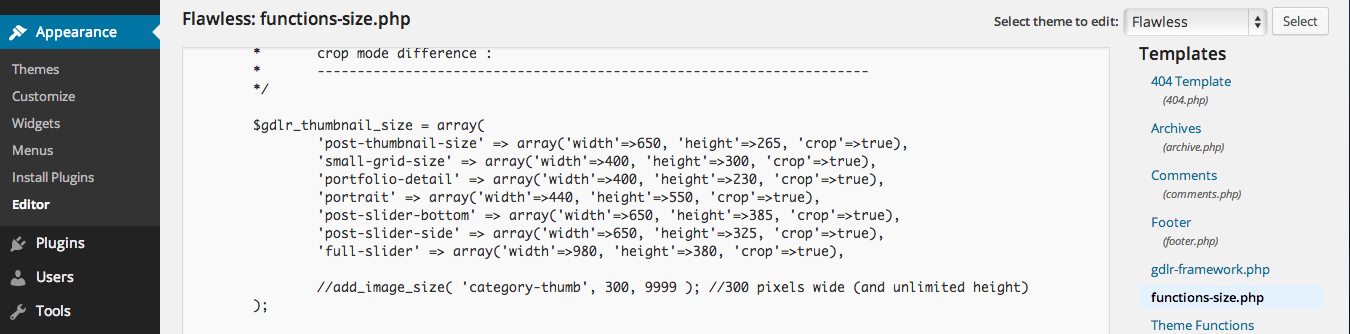 Appearance
Themes
Customize
Widgets
Menus
Install Plugins
Editor
Plugins
Users
Tools
Flawless: functions-size.php
Select theme to edit: Flawless Select
* crop mode difference :
* ---------------------------------------------------------------------
*/
$gdlr_thumbnail_size = array(
'post-thumbnail-size' => array('width'=>650, 'height'=>265, 'crop'=>true),
'small-grid-size' => array('width'=>400, 'height'=>300, 'crop'=>true),
'portfolio-detail' => array('width'=>400, 'height'=>230, 'crop'=>true),
'portrait' => array('width'=>440, 'height'=>550, 'crop'=>true),
'post-slider-bottom' => array('width'=>650, 'height'=>385, 'crop'=>true),
'post-slider-side' => array('width'=>650, 'height'=>325, 'crop'=>true),
'full-slider' => array('width'=>980, 'height'=>380, 'crop'=>true),
//add_image_size( 'category-thumb', 300, 9999 ); //300 pixels wide (and unlimited height)
);
Templates
404 Template
(404.php)
Archives
(archive.php)
Comments
(comments.php)
Footer
(footer.php)
gdlr-framework.php
functions-size.php
Theme Functions